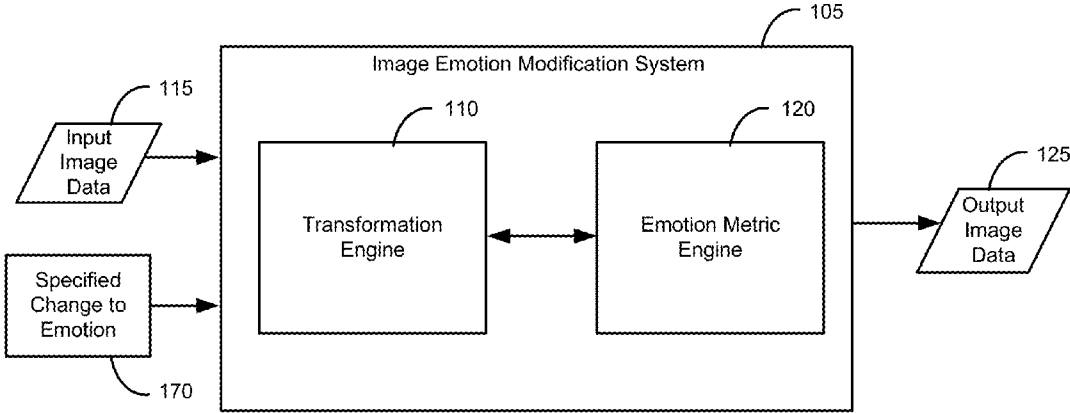 105
Image Emotion Modification System
115
Input
Image
Data
110
Transformation
Engine
120
Emotion Metric
Engine
125
Output
Image
Data
Specified
Change to
Emotion
170